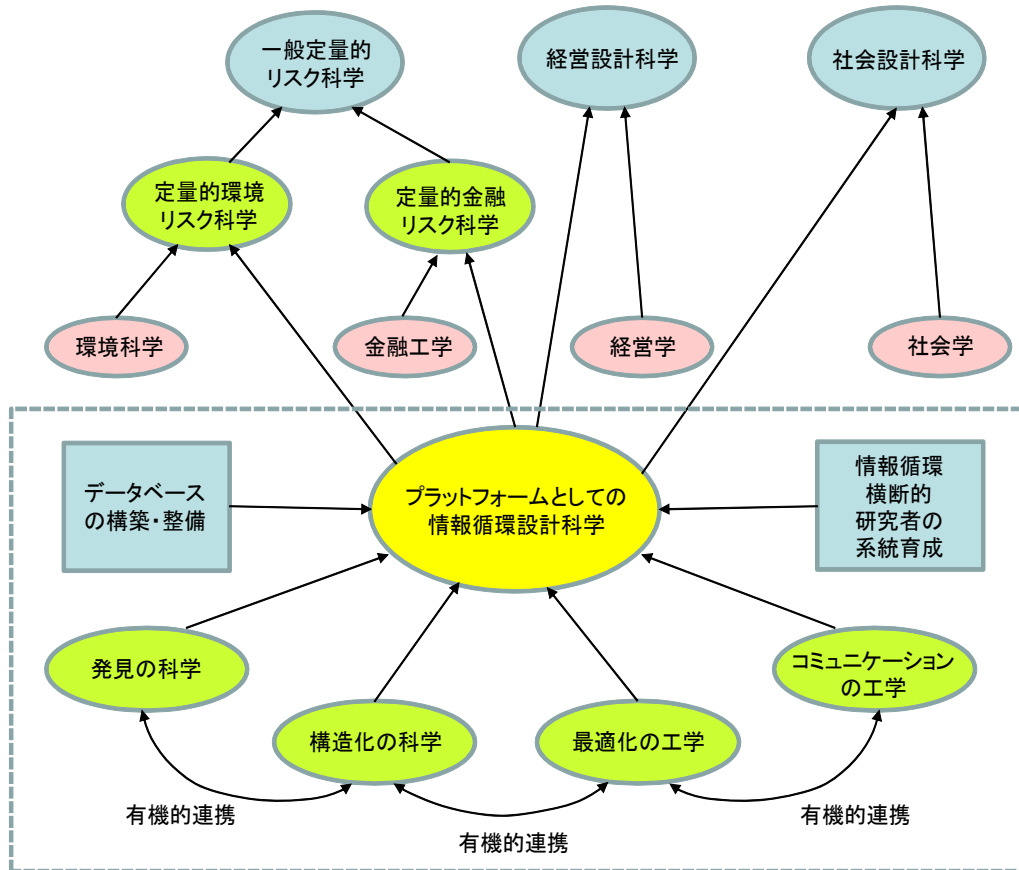 一般定量的
リスク科学
経営設計科学
社会設計科学
定量的環境
リスク科学
定量的金融
リスク科学
環境科学
金融工学
経営学
社会学
データベース
の構築・整備
プラットフォームとしての
情報循環設計科学
情報循環
横断的
研究者の
系統育成
発見の科学
コミュニケーション
の工学
構造化の科学
最適化の工学
有機的連携
有機的連携
有機的連携